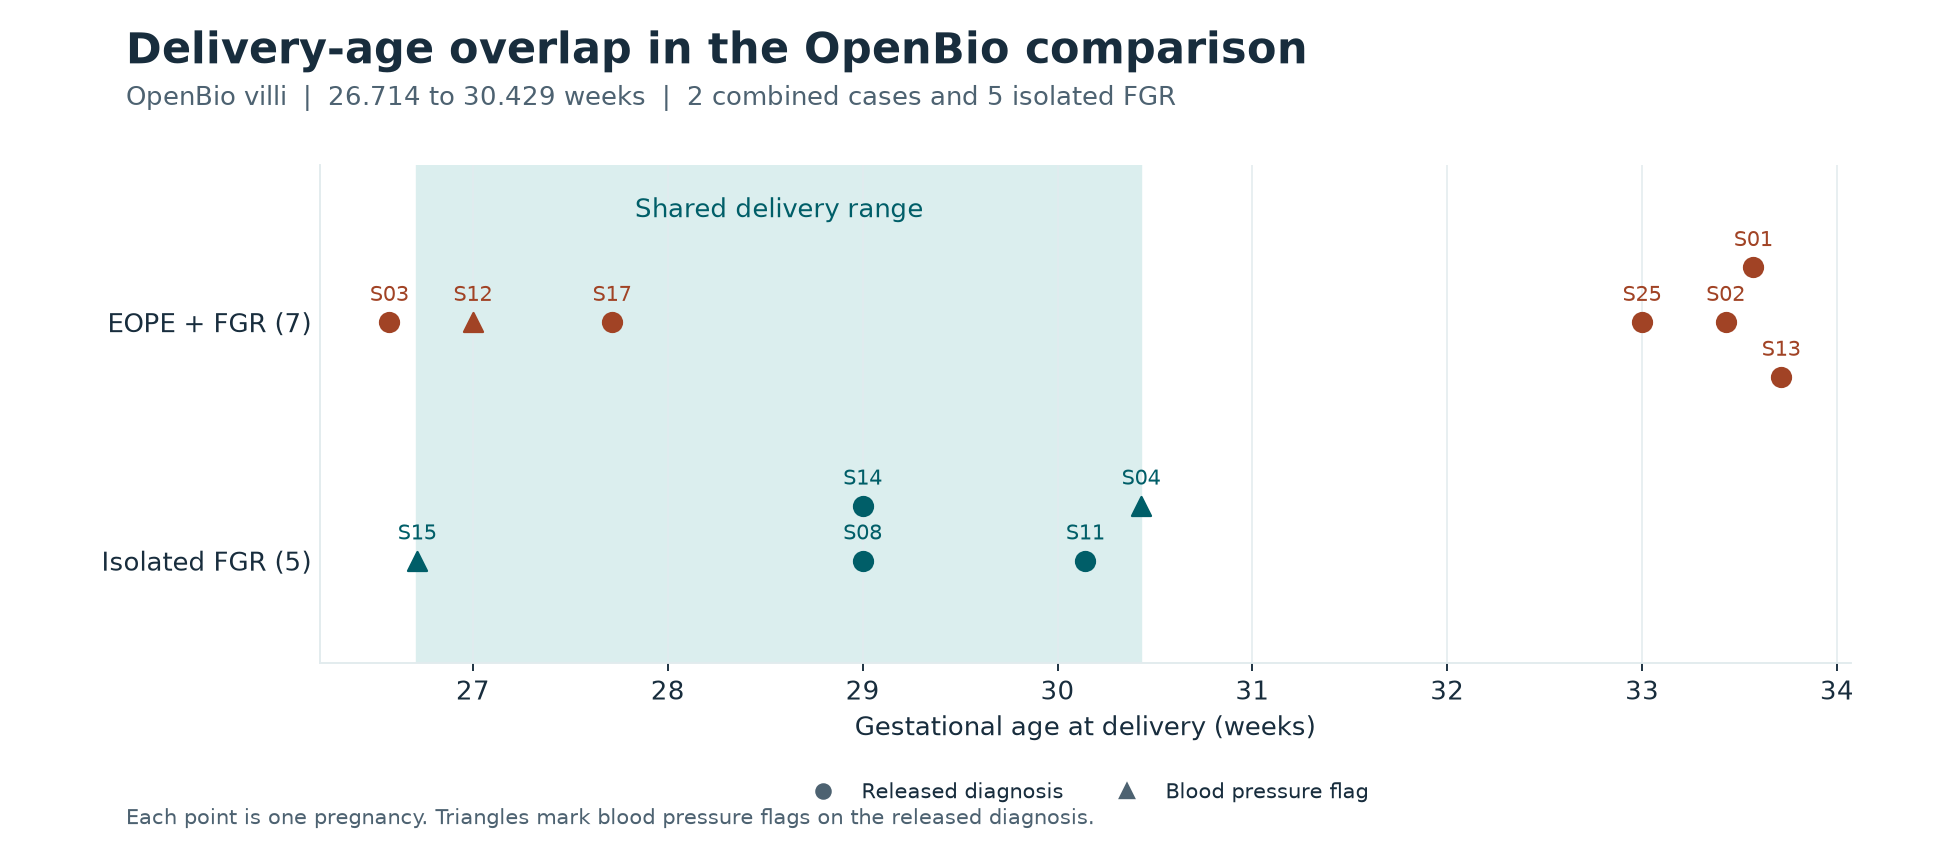 Delivery-age overlap in the OpenBio comparison
OpenBio villi | 26.714 to 30.429 weeks | 2 combined cases and 5 isolated FGR
Shared delivery range
S01
S03
S12
S17
S25
S02
EOPE + FGR (7)
S13
S14
S04
S15
S08
S11
Isolated FGR (5)
27
28
29
30
31
32
33
34
Gestational age at delivery (weeks)
Released diagnosis
Blood pressure flag
Each point is one pregnancy. Triangles mark blood pressure flags on the released diagnosis.